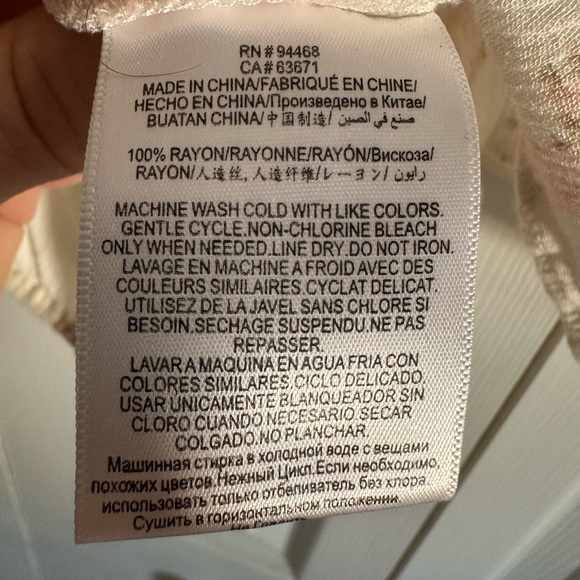 RN # 94468
CA# 63671
MADE IN CHINA/FABRIQUÉ EN CHINE/
HECHO EN CHINA/Произведено в Китае/
BUATAN CHINA/中国制造/ صنع في الصين
100% RAYON/RAYONNE/RAYÓN/Вискоза/
RAYON/人造丝, 人造纤维/レーヨン/ رايون
MACHINE WASH COLD WITH LIKE COLORS.
GENTLE CYCLE,NON-CHLORINE BLEACH
ONLY WHEN NEEDED.LINE DRY.DO NOT IRON.
LAVAGE EN MACHINE A FROID AVEC DES
COULEURS SIMILAIRES.CYCLAT DELICAT.
UTILISEZ DE LA JAVEL SANS CHLORE SI
BESOIN.SECHAGE SUSPENDU.NE PAS
REPASSER.
LAVAR A MAQUINA EN AGUA FRIA CON
COLORES SIMILARES.CICLO DELICADO,
USAR UNICAMENTE BLANQUEADOR SIN
CLORO CUANDO NECESARIO.SECAR
COLGADO.NO PLANCHAR.
Машинная стирка в холодной воде с вещами
похожих цветов.Нежный Цикл.Если необходимо,
использовать только отбеливатель без хлора.
Сушить в горизонтальном положении.